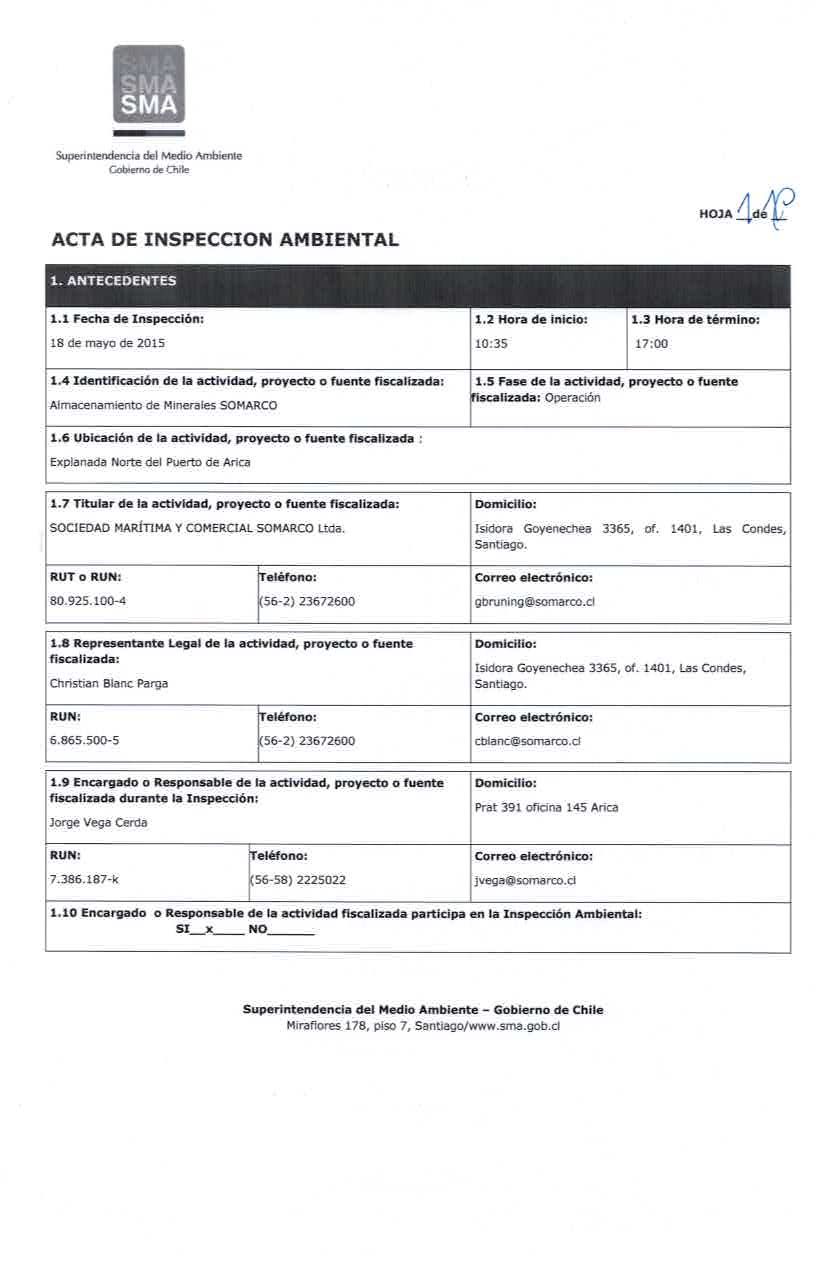 SMA
SMA
SMA
Superintendencia del Medio Ambiente
Gobierno de Chile
HOJA 1 de
ACTA DE INSPECCION AMBIENTAL
1. ANTECEDENTES
1.1 Fecha de Inspección:
18 de mayo de 2015
1.2 Hora de inicio:
10:35
1.3 Hora de término:
17:00
1.4 Identificación de la actividad, proyecto o fuente fiscalizada:
Almacenamiento de Minerales SOMARCO
1.5 Fase de la actividad, proyecto o fuente
fiscalizada: Operación
1.6 Ubicación de la actividad, proyecto o fuente fiscalizada :
Explanada Norte del Puerto de Arica
1.7 Titular de la actividad, proyecto o fuente fiscalizada:
SOCIEDAD MARÍTIMA Y COMERCIAL SOMARCO Ltda.
Domicilio:
Isidora Goyenechea 3365, of. 1401, Las Condes,
Santiago.
RUT o RUN:
80.925.100-4
Teléfono:
(56-2) 23672600
Correo electrónico:
gbruning@somarco.cl
1.8 Representante Legal de la actividad, proyecto o fuente
fiscalizada:
Christian Blanc Parga
Domicilio:
Isidora Goyenechea 3365, of. 1401, Las Condes,
Santiago.
RUN:
6.865.500-5
Teléfono:
(56-2) 23672600
Correo electrónico:
cblanc@somarco.cl
1.9 Encargado o Responsable de la actividad, proyecto o fuente
fiscalizada durante la Inspección:
Jorge Vega Cerda
Domicilio:
Prat 391 oficina 145 Arica
RUN:
7.386.187-k
Teléfono:
(56-58) 2225022
Correo electrónico:
jvega@somarco.cl
1.10 Encargado o Responsable de la actividad fiscalizada participa en la Inspección Ambiental:
SI__x____ NO______
Superintendencia del Medio Ambiente – Gobierno de Chile
Miraflores 178, piso 7, Santiago/www.sma.gob.cl